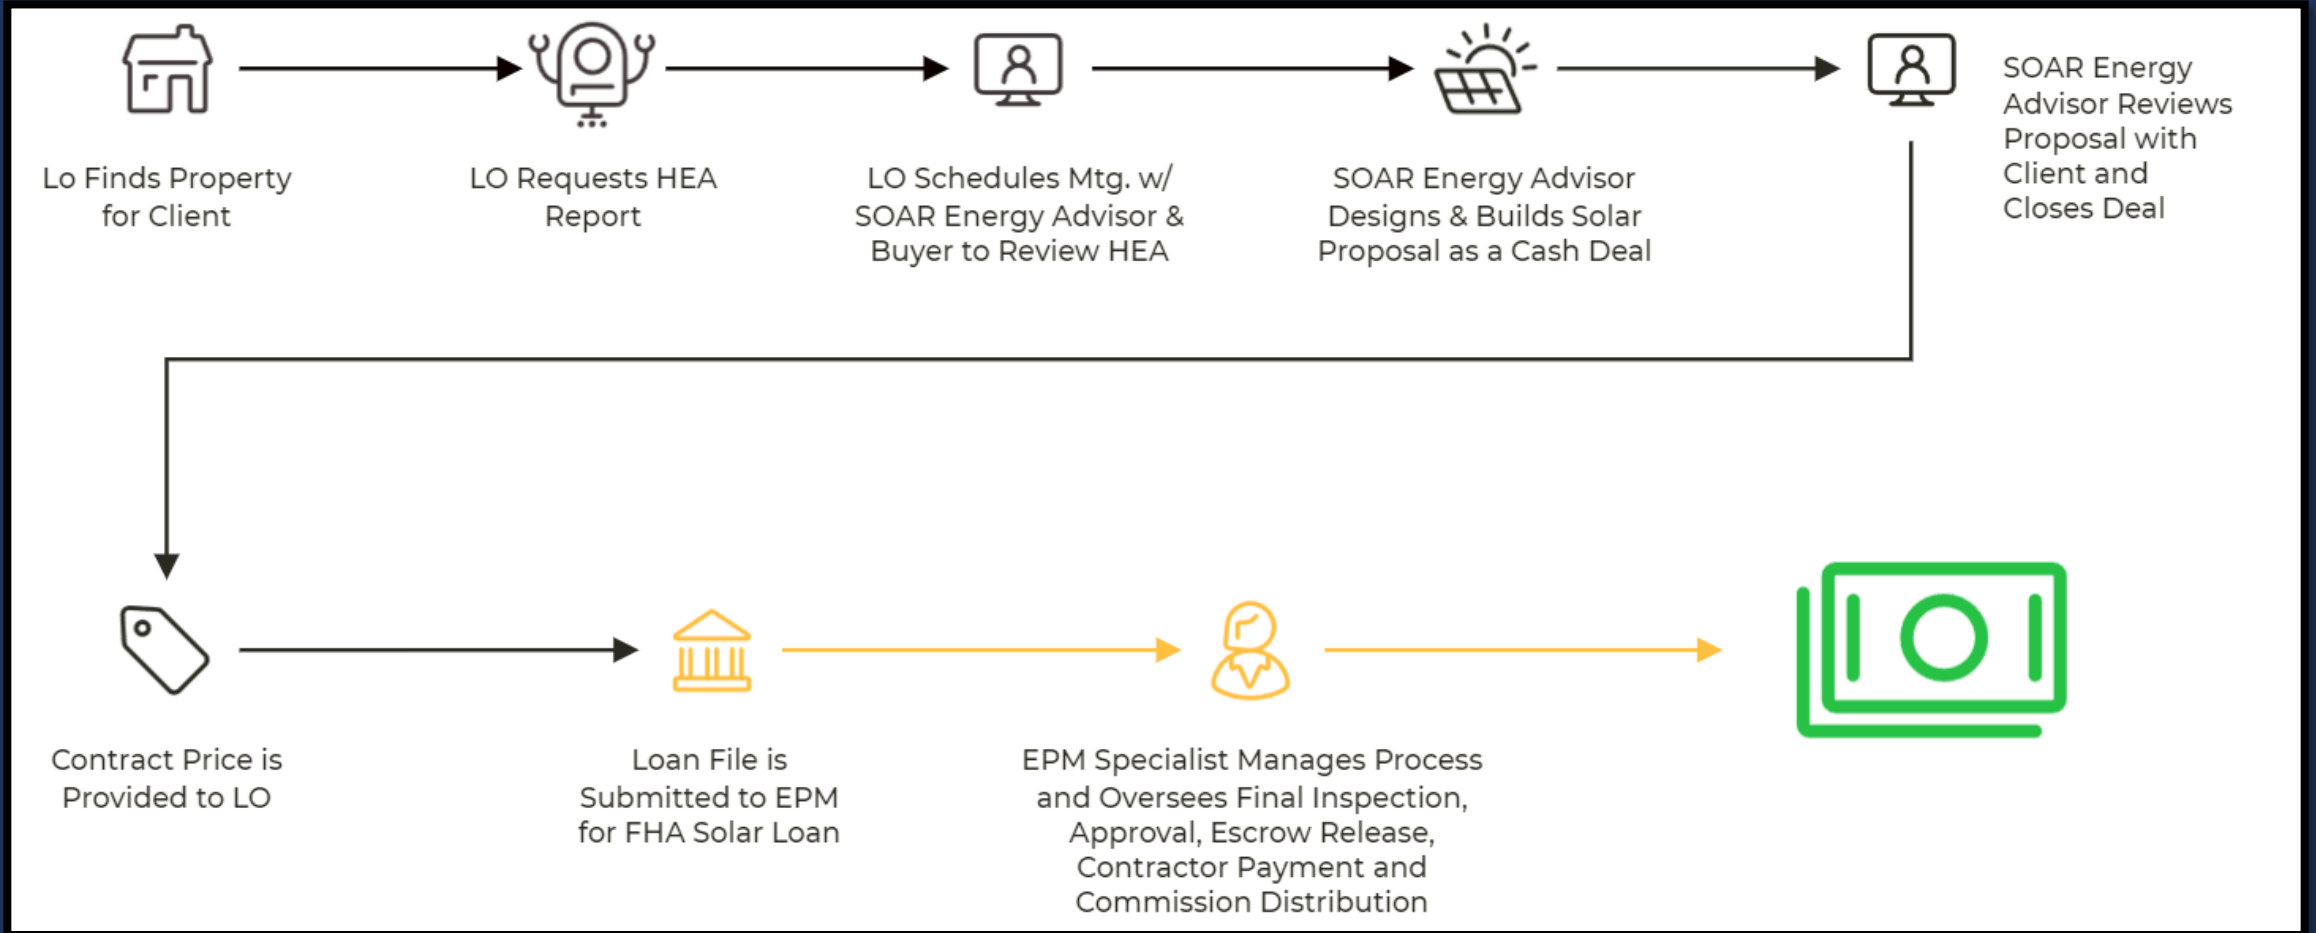 Lo Finds Property
for Client
LO Requests HEA
Report
LO Schedules Mtg. w/
SOAR Energy Advisor &
Buyer to Review HEA
SOAR Energy Advisor
Designs & Builds Solar
Proposal as a Cash Deal
SOAR Energy
Advisor Reviews
Proposal with
Client and
Closes Deal
Contract Price is
Provided to LO
Loan File is
Submitted to EPM
for FHA Solar Loan
EPM Specialist Manages Process
and Oversees Final Inspection,
Approval, Escrow Release,
Contractor Payment and
Commission Distribution